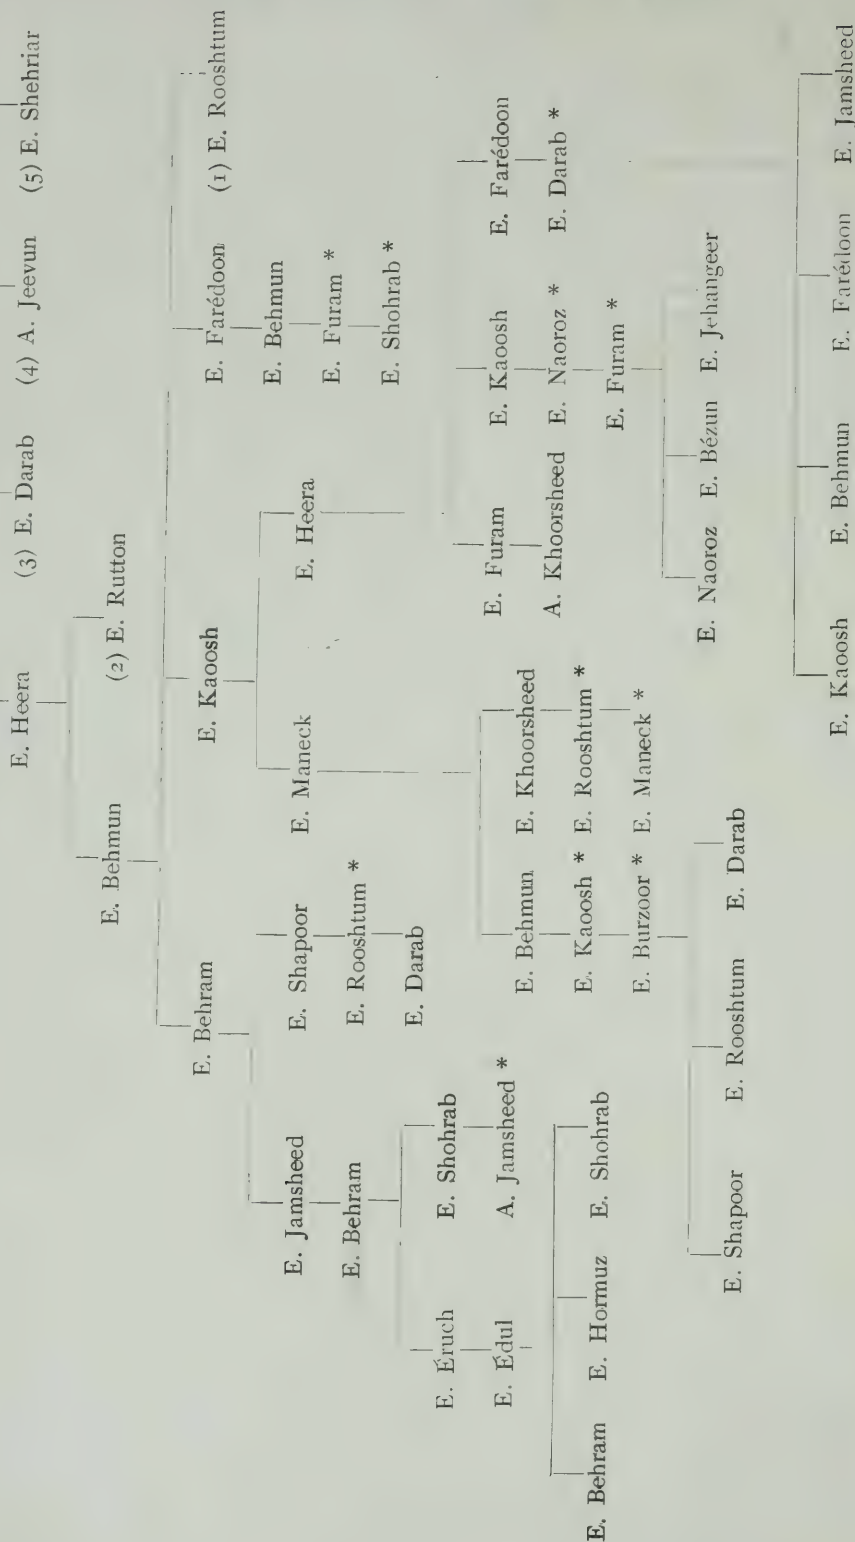 E. Heera (3) E. Darab (4) A. Jeevun (5) E. Shehriar
E. Behmun (2) E. Rutton
E. Behram E. Kaoosh E. Farédoon (1) E. Rooshtum
E. Behmun
E. Jamsheed E. Shapoor E. Maneck E. Heera
E. Furam *
E. Behram E. Rooshtum *
E. Shohrab *
E. Darab
E. Éruch E. Shohrab
E. Furam E. Kaoosh E. Farédoon
E. Édul A. Jamsheed *
E. Behmun E. Khoorsheed
A. Khoorsheed E. Naoroz * E. Darab *
E. Kaoosh * E. Rooshtum *
E. Behram E. Hormuz E. Shohrab
E. Furam *
E. Burzoor * E. Maneck *
E. Naoroz E. Bézun E. Jehangeer
E. Shapoor E. Rooshtum E. Darab
E. Kaoosh E. Behmun E. Farédoon E. Jamsheed